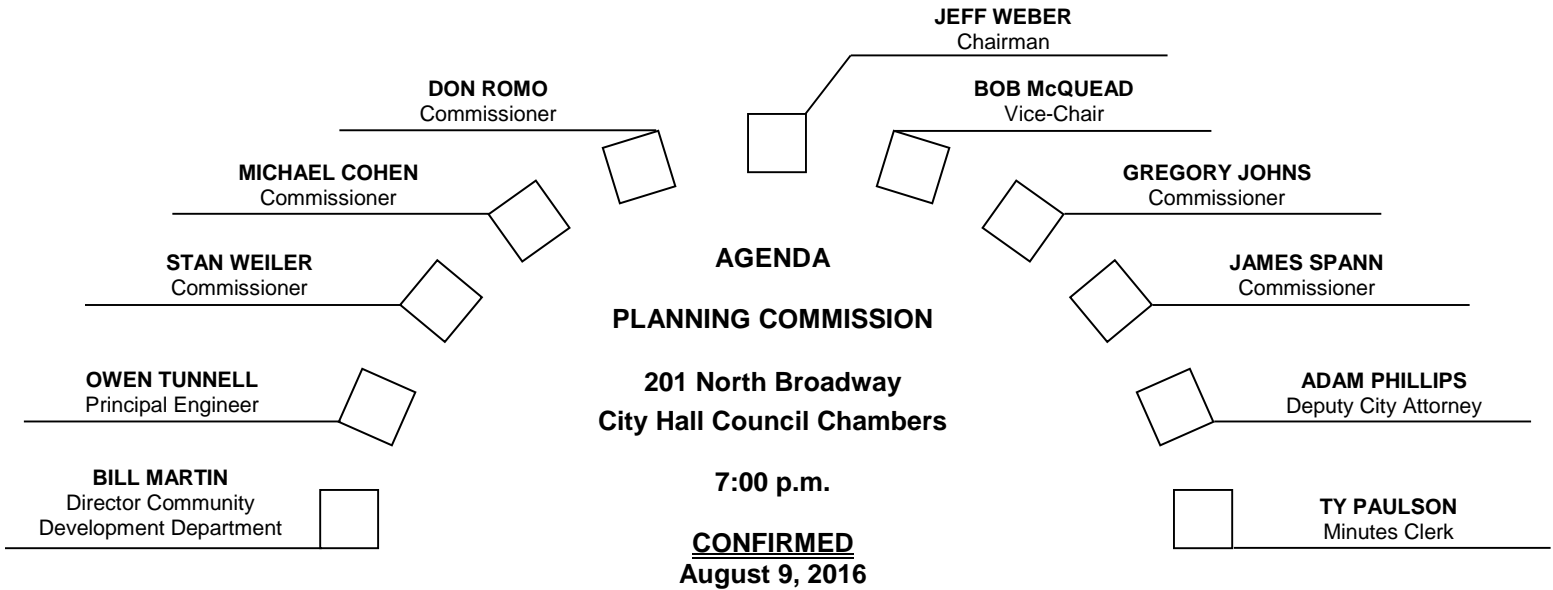 JEFF WEBER
Chairman
DON ROMO
Commissioner
BOB McQUEAD
Vice-Chair
MICHAEL COHEN
Commissioner
GREGORY JOHNS
Commissioner
STAN WEILER
Commissioner
JAMES SPANN
Commissioner
OWEN TUNNELL
Principal Engineer
ADAM PHILLIPS
Deputy City Attorney
BILL MARTIN
Director Community
Development Department
TY PAULSON
Minutes Clerk
AGENDA
PLANNING COMMISSION
201 North Broadway
City Hall Council Chambers
7:00 p.m.
CONFIRMED
August 9, 2016